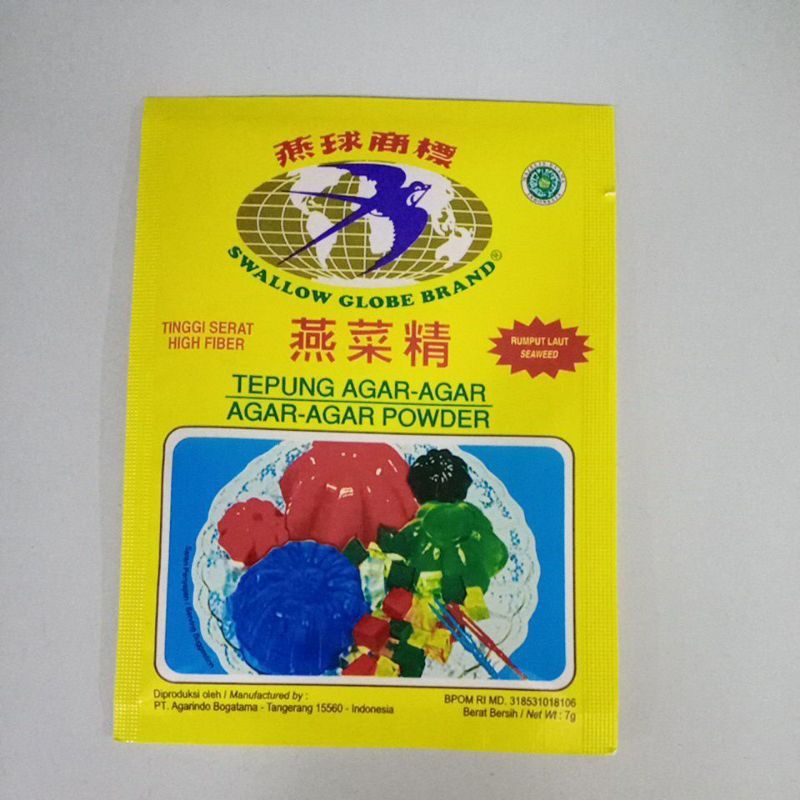 燕球商標
SWALLOW GLOBE BRAND®
TINGGI SERAT
HIGH FIBER
燕菜精
RUMPUT LAUT
SEAWEED
TEPUNG AGAR-AGAR
AGAR-AGAR POWDER
Diproduksi oleh / Manufactured by :
PT. Agarindo Bogatama - Tangerang 15560 - Indonesia
BPOM RI MD. 318531018106
Berat Bersih / Net Wt : 7g